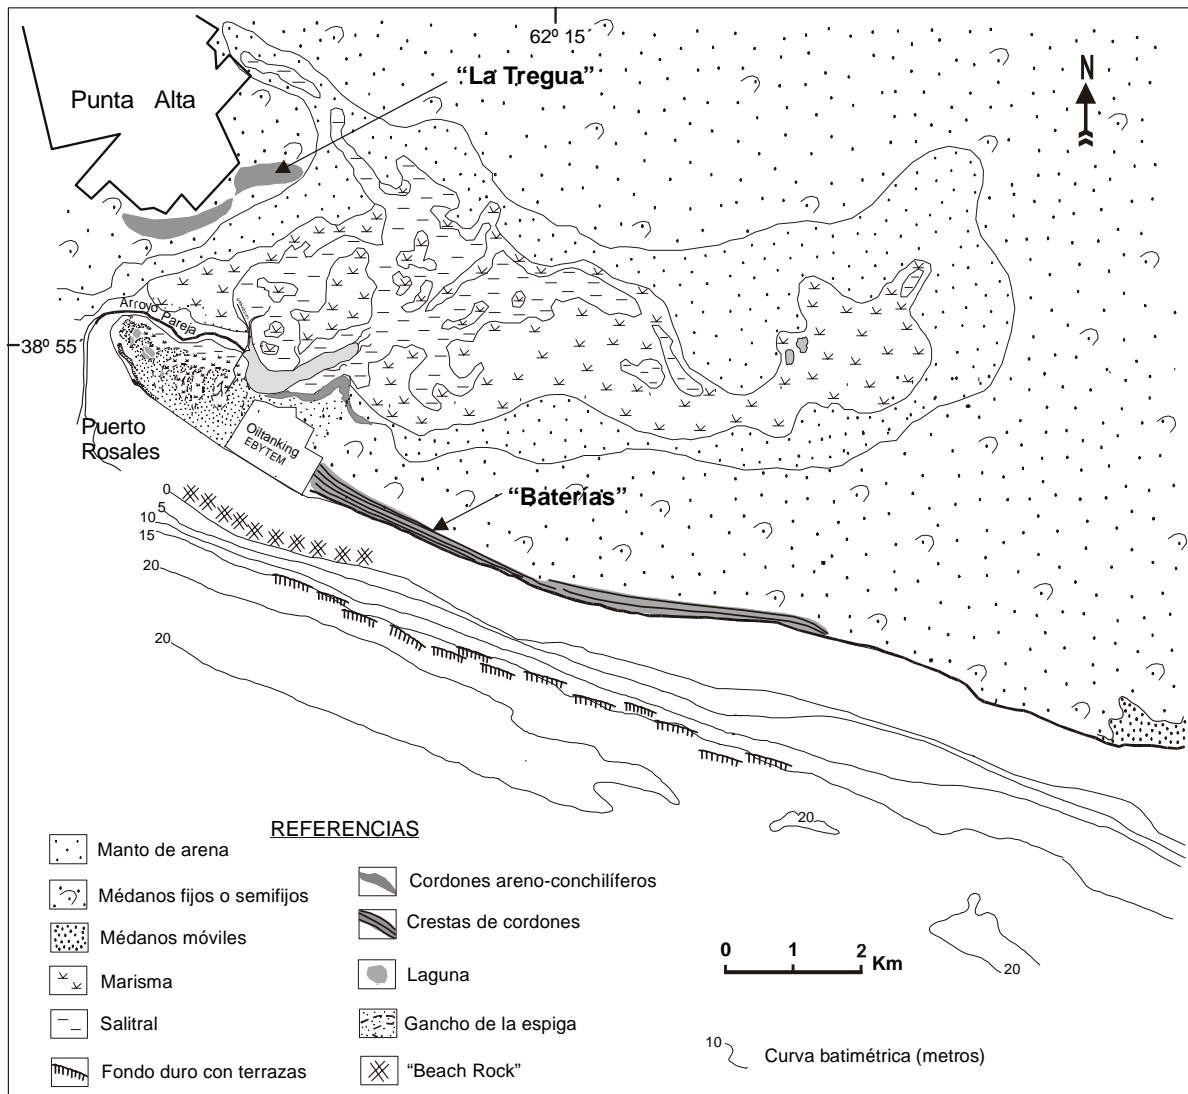 62º 15´
"La Tregua"
N
Punta Alta
Arroyo Pareja
38º 55´
Puerto
Rosales
Oiltanking
EBYTEM
"Baterías"
0
5
10
15
20
20
20
20
REFERENCIAS
Manto de arena
Médanos fijos o semifijos
Médanos móviles
Marisma
Salitral
Fondo duro con terrazas
Cordones areno-conchilíferos
Crestas de cordones
Laguna
Gancho de la espiga
"Beach Rock"
0 1 2 Km
10 Curva batimétrica (metros)